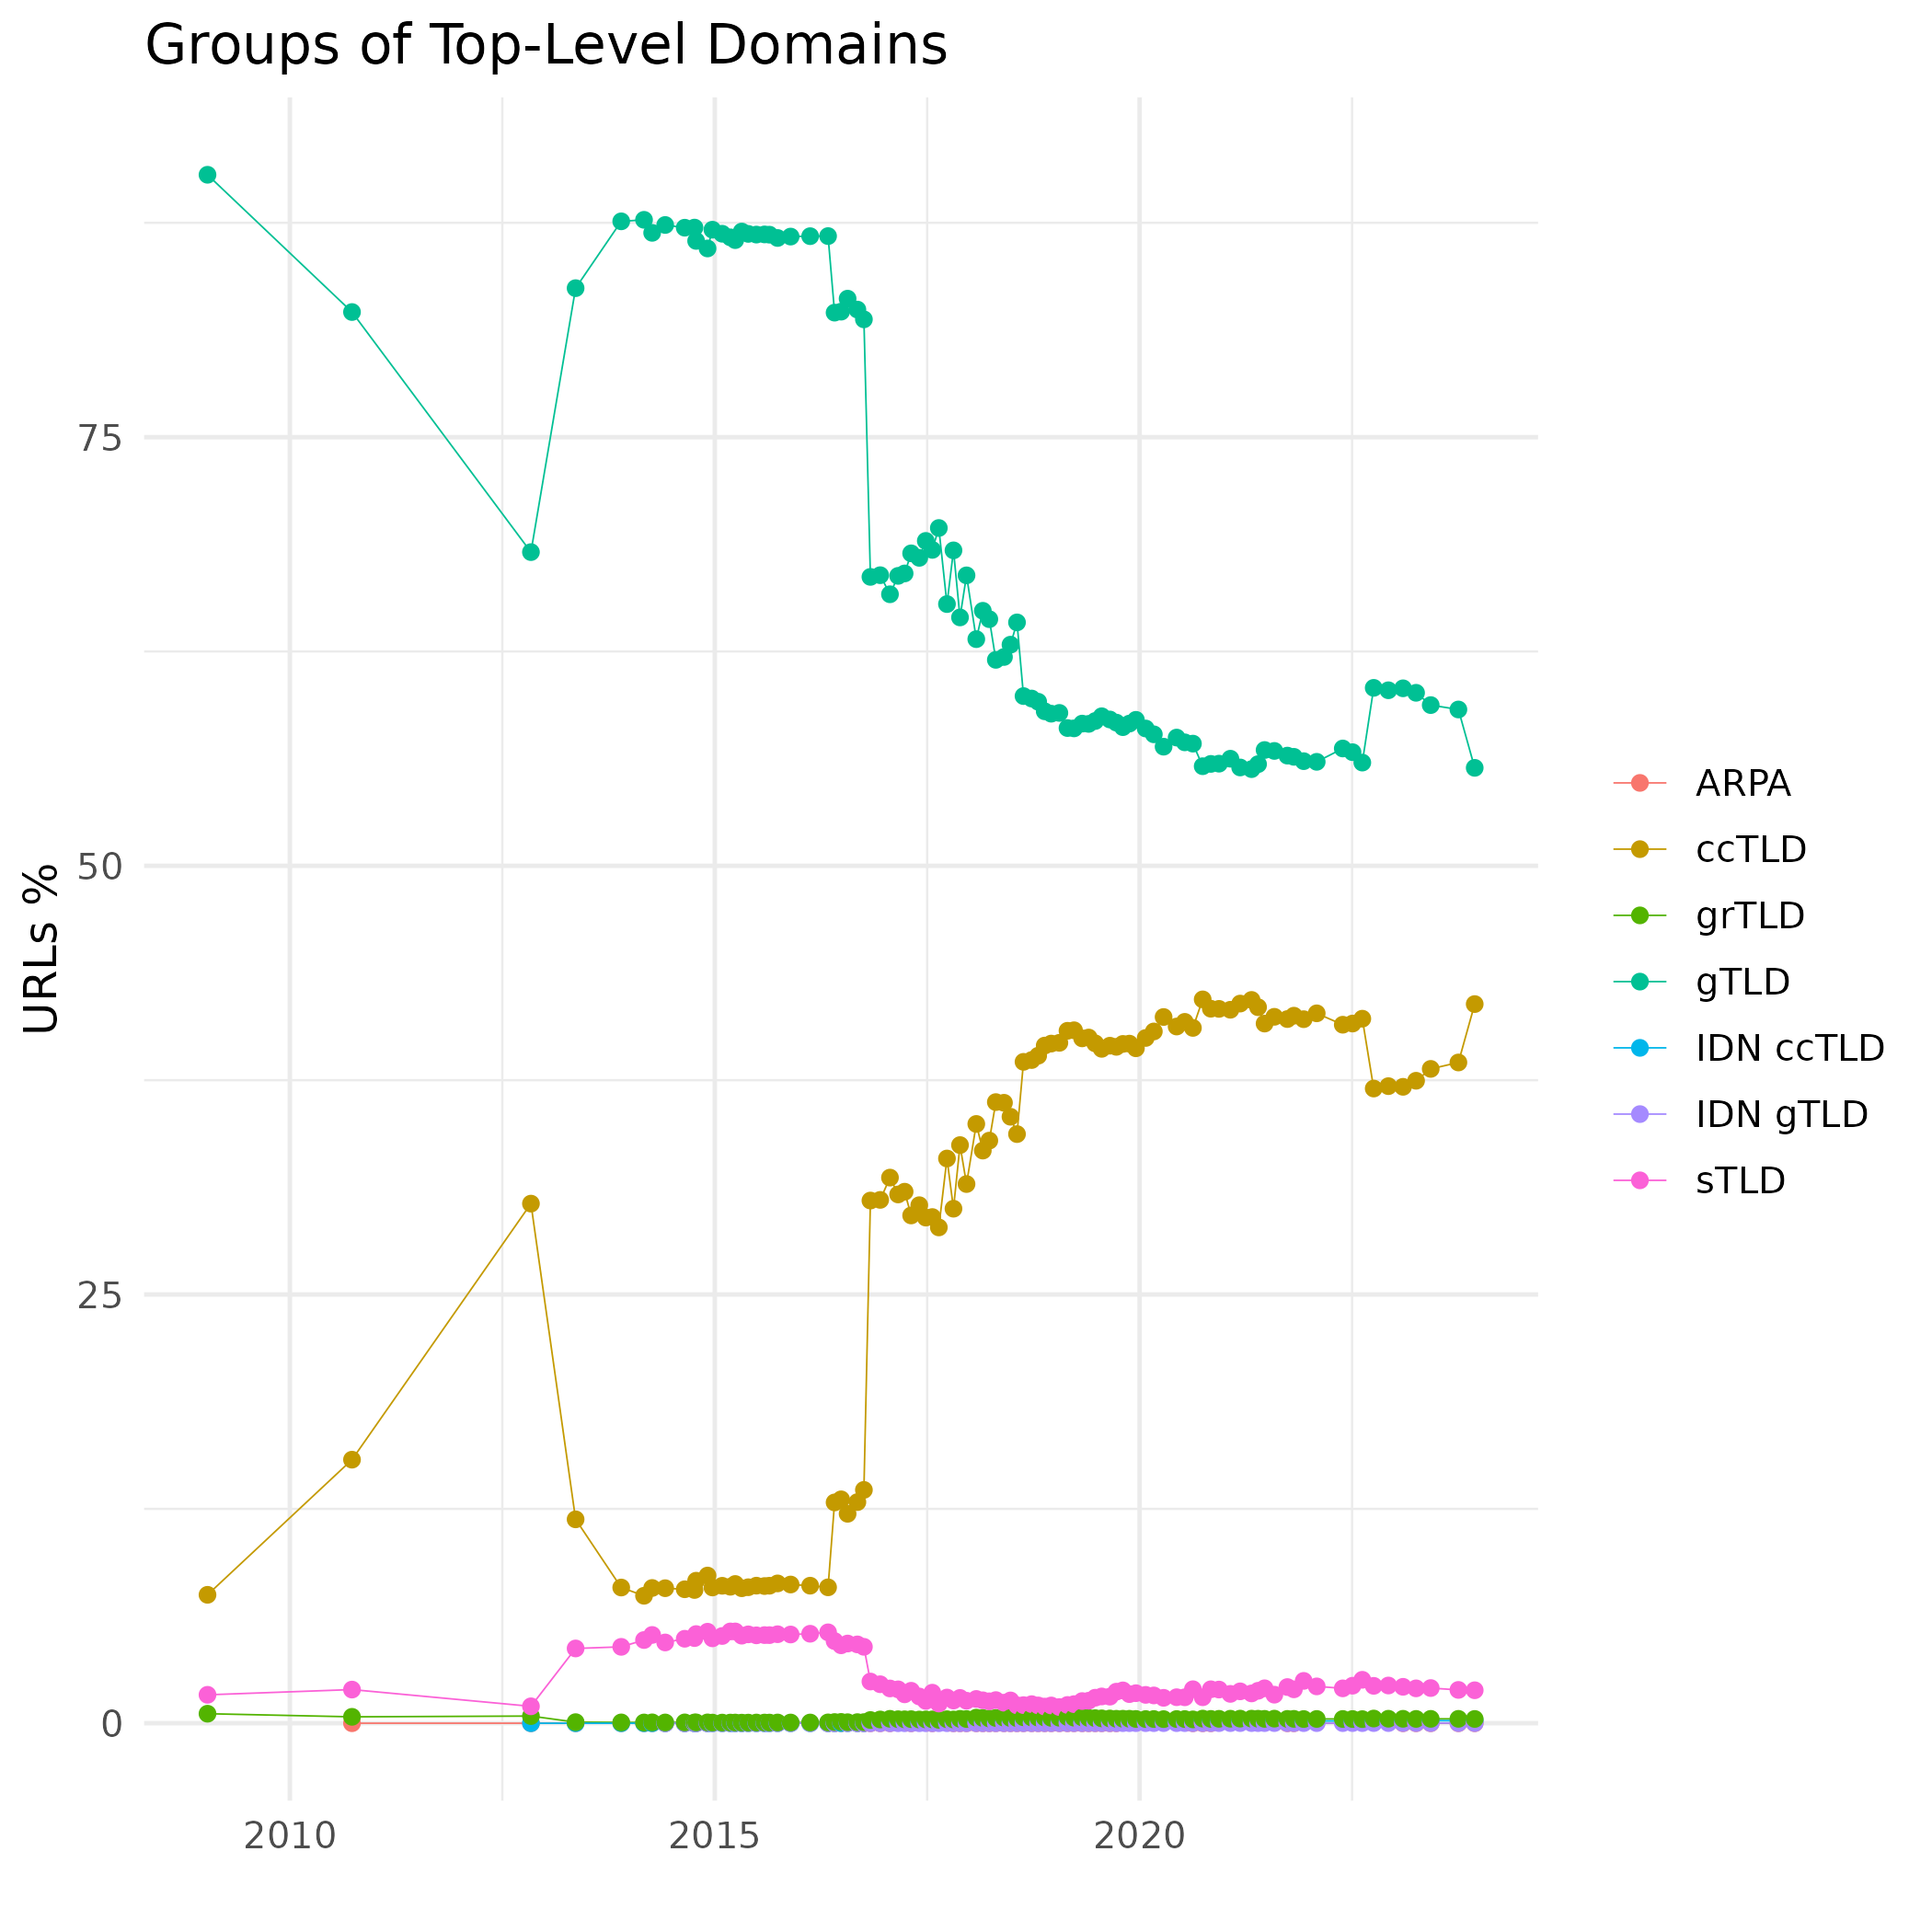 Groups of Top-Level Domains
URLs %
75
50
25
0
2010
2015
2020
ARPA
ccTLD
grTLD
gTLD
IDN ccTLD
IDN gTLD
sTLD